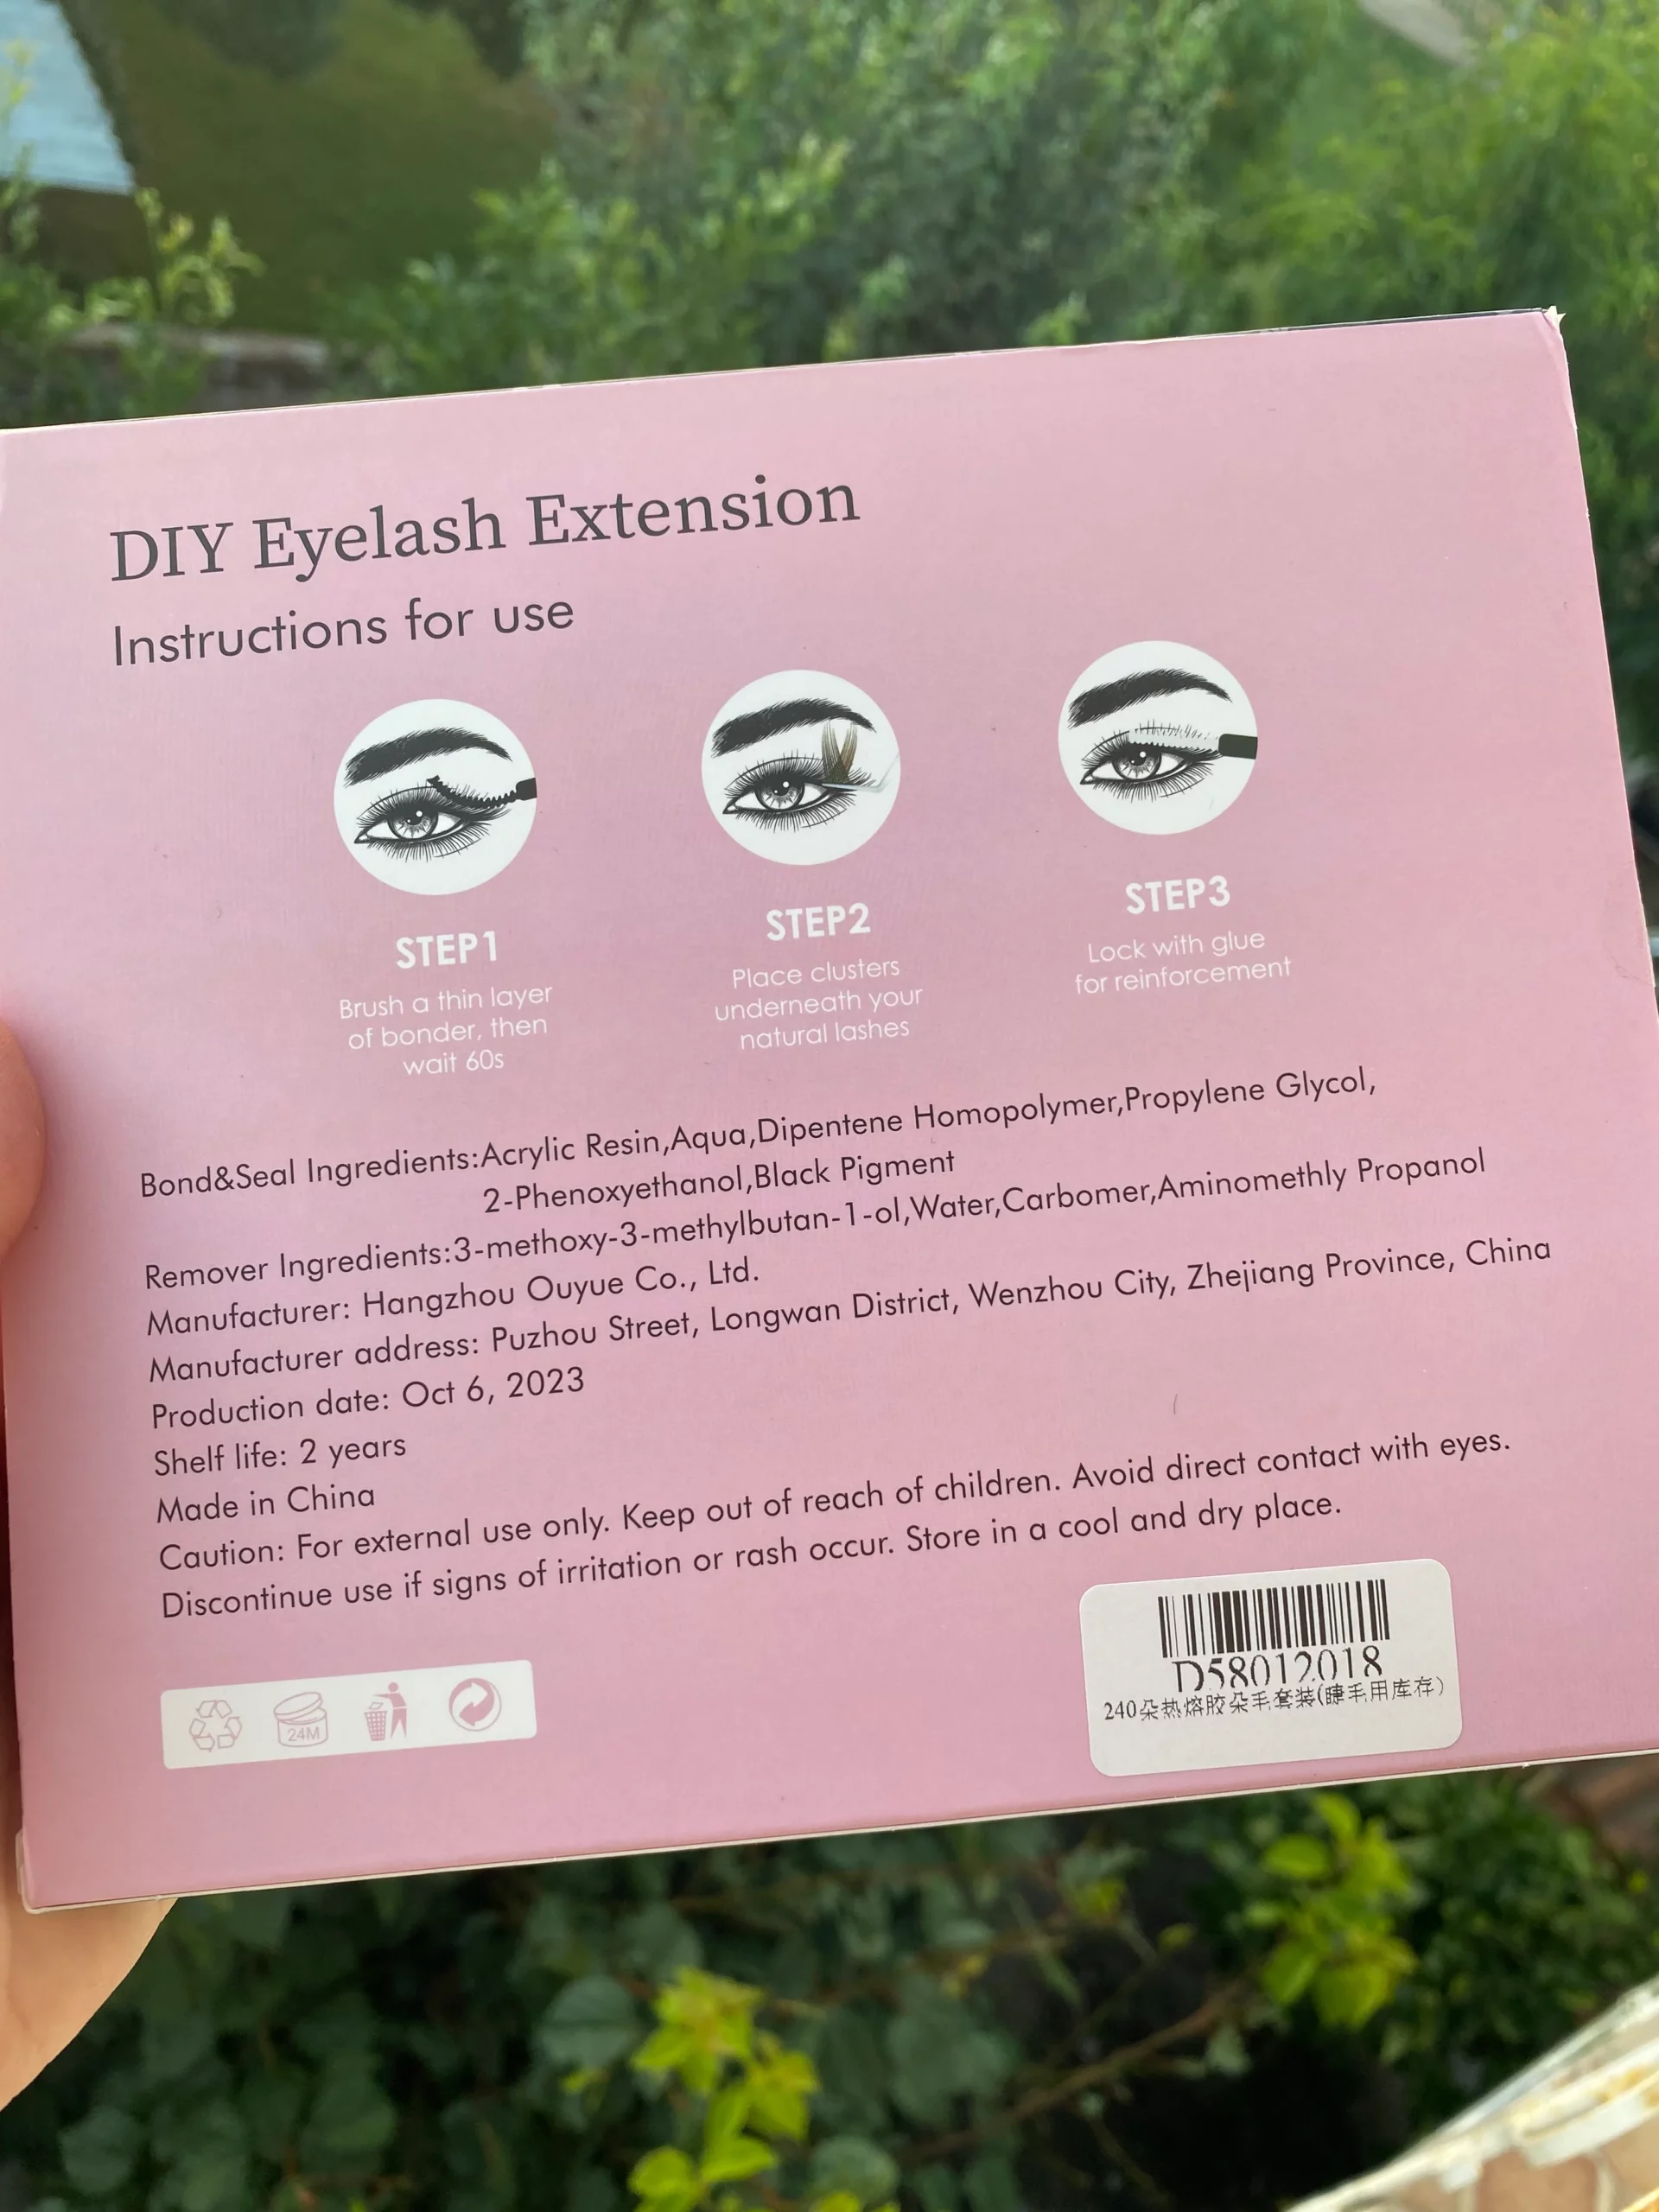 DIY Eyelash Extension
Instructions for use
STEP1
Brush a thin layer
of bonder, then
wait 60s
STEP2
Place clusters
underneath your
natural lashes
STEP3
Lock with glue
for reinforcement
Bond&Seal Ingredients:Acrylic Resin,Aqua,Dipentene Homopolymer,Propylene Glycol,
2-Phenoxyethanol,Black Pigment
Remover Ingredients:3-methoxy-3-methylbutan-1-ol,Water,Carbomer,Aminomethly Propanol
Manufacturer: Hangzhou Ouyue Co., Ltd.
Manufacturer address: Puzhou Street, Longwan District, Wenzhou City, Zhejiang Province, China
Production date: Oct 6, 2023
Shelf life: 2 years
Made in China
Caution: For external use only. Keep out of reach of children. Avoid direct contact with eyes.
Discontinue use if signs of irritation or rash occur. Store in a cool and dry place.
24M
D58012018
240朵热熔胶朵毛套装(睫毛用库存)